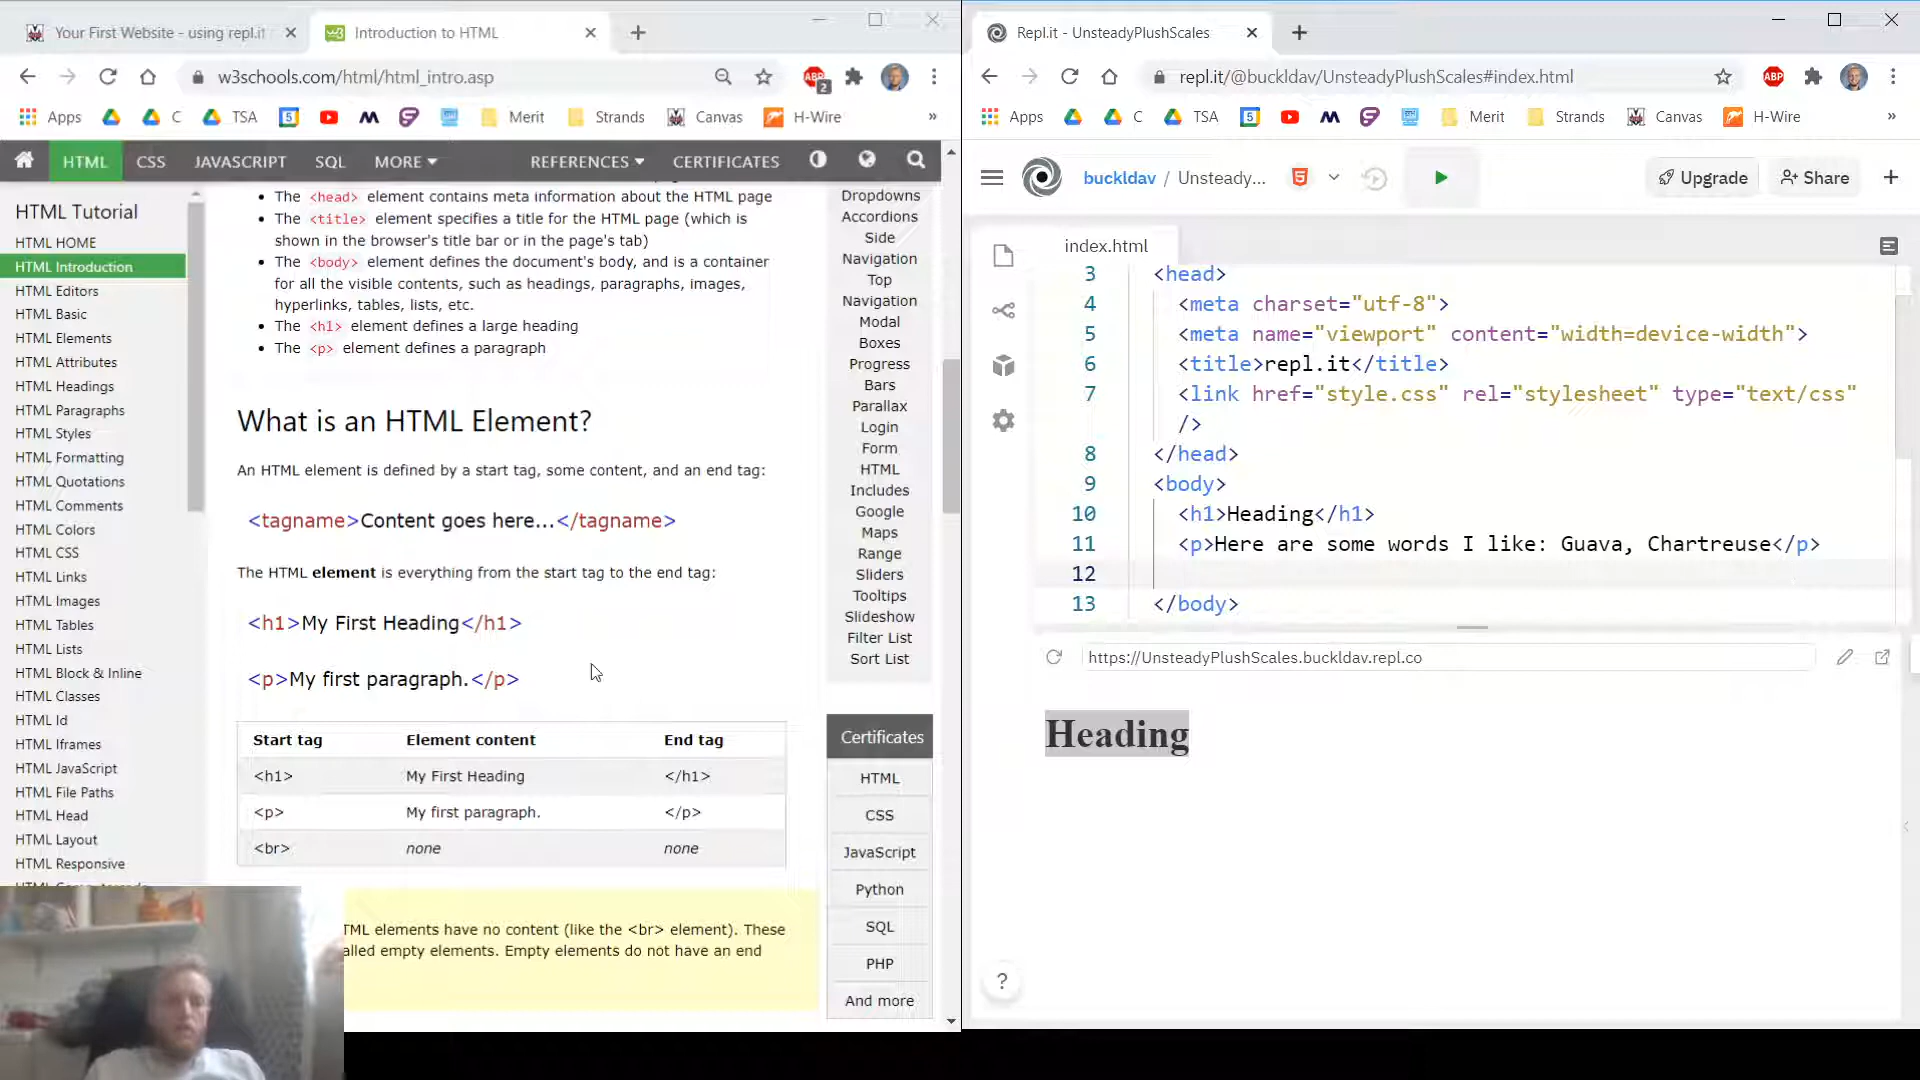 Your First Website - using repl.it
Introduction to HTML
w3schools.com/html/html_intro.asp
ABP
2
Apps
C
TSA
5
Merit
Strands
Canvas
H-Wire
»
HTML
CSS
JAVASCRIPT
SQL
MORE
REFERENCES
CERTIFICATES
HTML Tutorial
HTML HOME
HTML Introduction
HTML Editors
HTML Basic
HTML Elements
HTML Attributes
HTML Headings
HTML Paragraphs
HTML Styles
HTML Formatting
HTML Quotations
HTML Comments
HTML Colors
HTML CSS
HTML Links
HTML Images
HTML Tables
HTML Lists
HTML Block & Inline
HTML Classes
HTML Id
HTML Iframes
HTML JavaScript
HTML File Paths
HTML Head
HTML Layout
HTML Responsive
The <head> element contains meta information about the HTML page
The <title> element specifies a title for the HTML page (which is
shown in the browser's title bar or in the page's tab)
The <body> element defines the document's body, and is a container
for all the visible contents, such as headings, paragraphs, images,
hyperlinks, tables, lists, etc.
The <h1> element defines a large heading
The <p> element defines a paragraph
What is an HTML Element?
An HTML element is defined by a start tag, some content, and an end tag:
<tagname>Content goes here...</tagname>
The HTML element is everything from the start tag to the end tag:
<h1>My First Heading</h1>
<p>My first paragraph.</p>
Start tag Element content End tag
<h1> My First Heading </h1>
<p> My first paragraph. </p>
<br> none none
TML elements have no content (like the <br> element). These
alled empty elements. Empty elements do not have an end
Dropdowns
Accordions
Side
Navigation
Top
Navigation
Modal
Boxes
Progress
Bars
Parallax
Login
Form
HTML
Includes
Google
Maps
Range
Sliders
Tooltips
Slideshow
Filter List
Sort List
Certificates
HTML
CSS
JavaScript
Python
SQL
PHP
And more
Repl.it - UnsteadyPlushScales
repl.it/@buckldav/UnsteadyPlushScales#index.html
ABP
Apps
C
TSA
5
Merit
Strands
Canvas
H-Wire
»
buckldav / Unsteady...
Upgrade
Share
index.html
3 <head>
4 <meta charset="utf-8">
5 <meta name="viewport" content="width=device-width">
6 <title>repl.it</title>
7 <link href="style.css" rel="stylesheet" type="text/css"
/>
8 </head>
9 <body>
10 <h1>Heading</h1>
11 <p>Here are some words I like: Guava, Chartreuse</p>
12
13 </body>
https://UnsteadyPlushScales.buckldav.repl.co
Heading
?